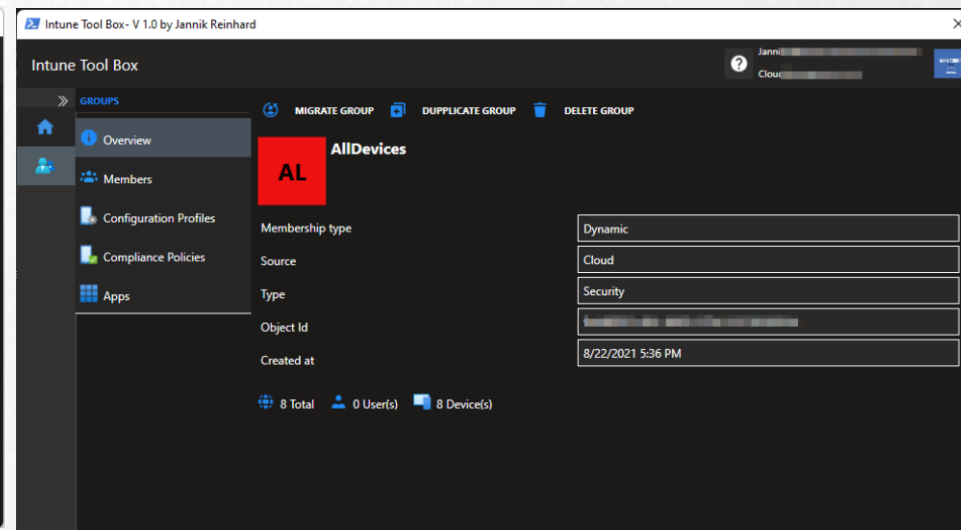 Intune Tool Box- V 1.0 by Jannik Reinhard
Intune Tool Box
?
Janni
Cloud
GROUPS
MIGRATE GROUP DUPPLICATE GROUP DELETE GROUP
Overview
AL
AllDevices
Members
Configuration Profiles
Compliance Policies
Apps
Membership type Dynamic
Source Cloud
Type Security
Object Id
Created at 8/22/2021 5:36 PM
8 Total 0 User(s) 8 Device(s)